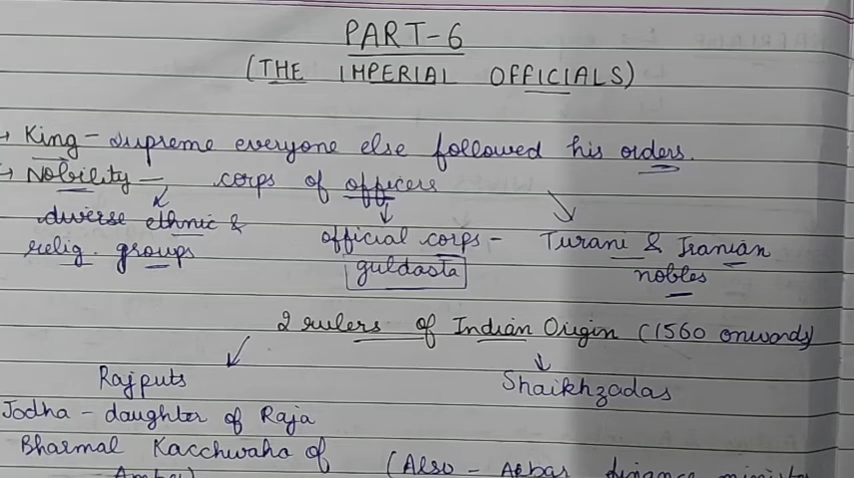 PART-6
(THE IMPERIAL OFFICIALS)
→ King - supreme everyone else followed his orders.
→ Nobility - corps of officers
diverse ethnic &
relig. groups
official corps -
guldasta
Turani & Iranian
nobles
2 rulers of Indian Origin (1560 onwards)
Rajputs
Shaikhzadas
Jodha - daughter of Raja
Bharmal Kacchwaha of
(Also - Akbar finance